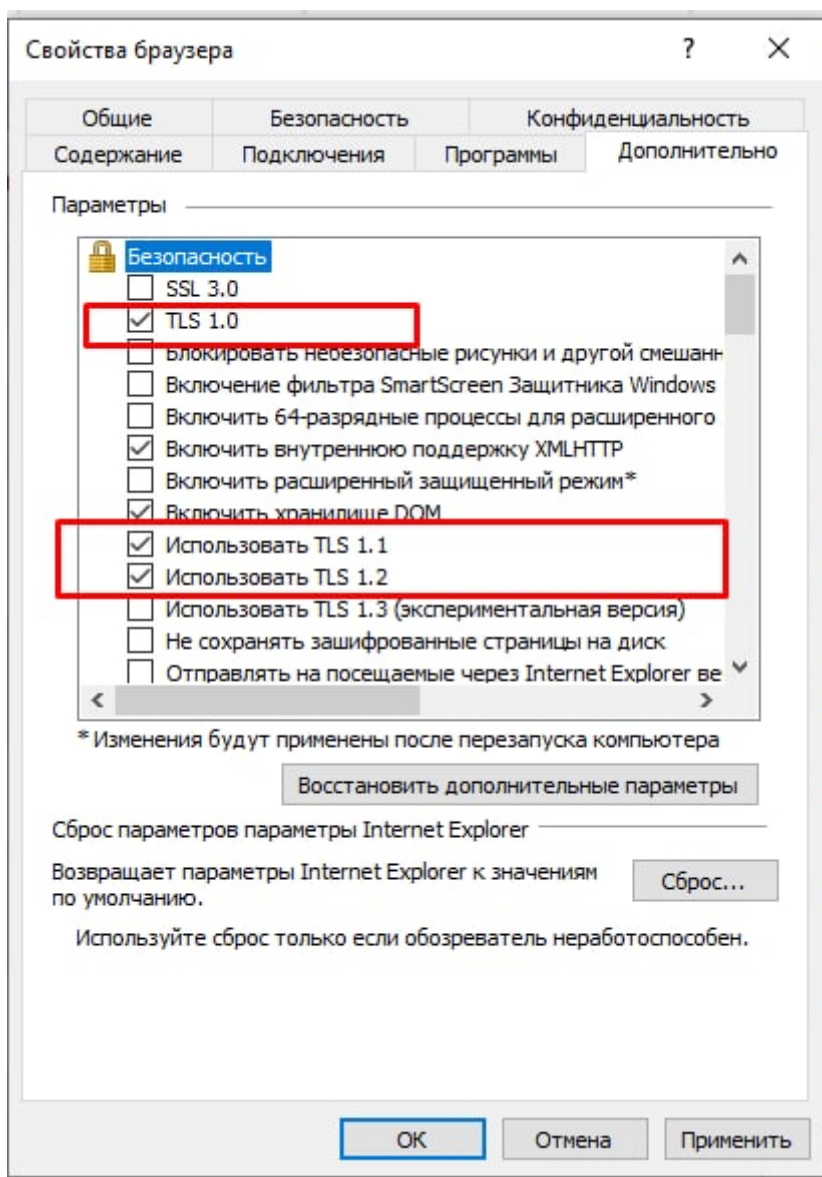 Свойства браузера ? ×
Общие Безопасность Конфиденциальность
Содержание Подключения Программы Дополнительно
Параметры
Безопасность
SSL 3.0
TLS 1.0
Блокировать небезопасные рисунки и другой смешанн
Включение фильтра SmartScreen Защитника Windows
Включить 64-разрядные процессы для расширенного
Включить внутреннюю поддержку XMLHTTP
Включить расширенный защищенный режим*
Включить хранилище DOM
Использовать TLS 1.1
Использовать TLS 1.2
Использовать TLS 1.3 (экспериментальная версия)
Не сохранять зашифрованные страницы на диск
Отправлять на посещаемые через Internet Explorer ве
* Изменения будут применены после перезапуска компьютера
Восстановить дополнительные параметры
Сброс параметров параметры Internet Explorer
Возвращает параметры Internet Explorer к значениям
по умолчанию.
Сброс...
Используйте сброс только если обозреватель неработоспособен.
ОК Отмена Применить